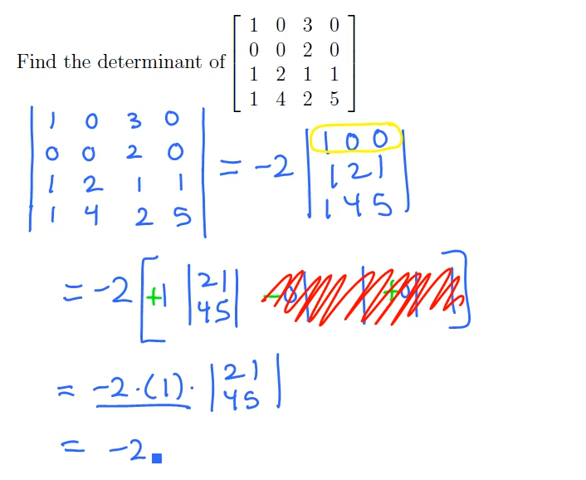 Find the determinant of
1 0 3 0
0 0 2 0
1 2 1 1
1 4 2 5
1 0 3 0
0 0 2 0
1 2 1 1
1 4 2 5
= -2
1 0 0
1 2 1
1 4 5
= -2 [ +1 | 2 1
4 5 | ]
= -2 · (1) · | 2 1
4 5 |
= -2 .